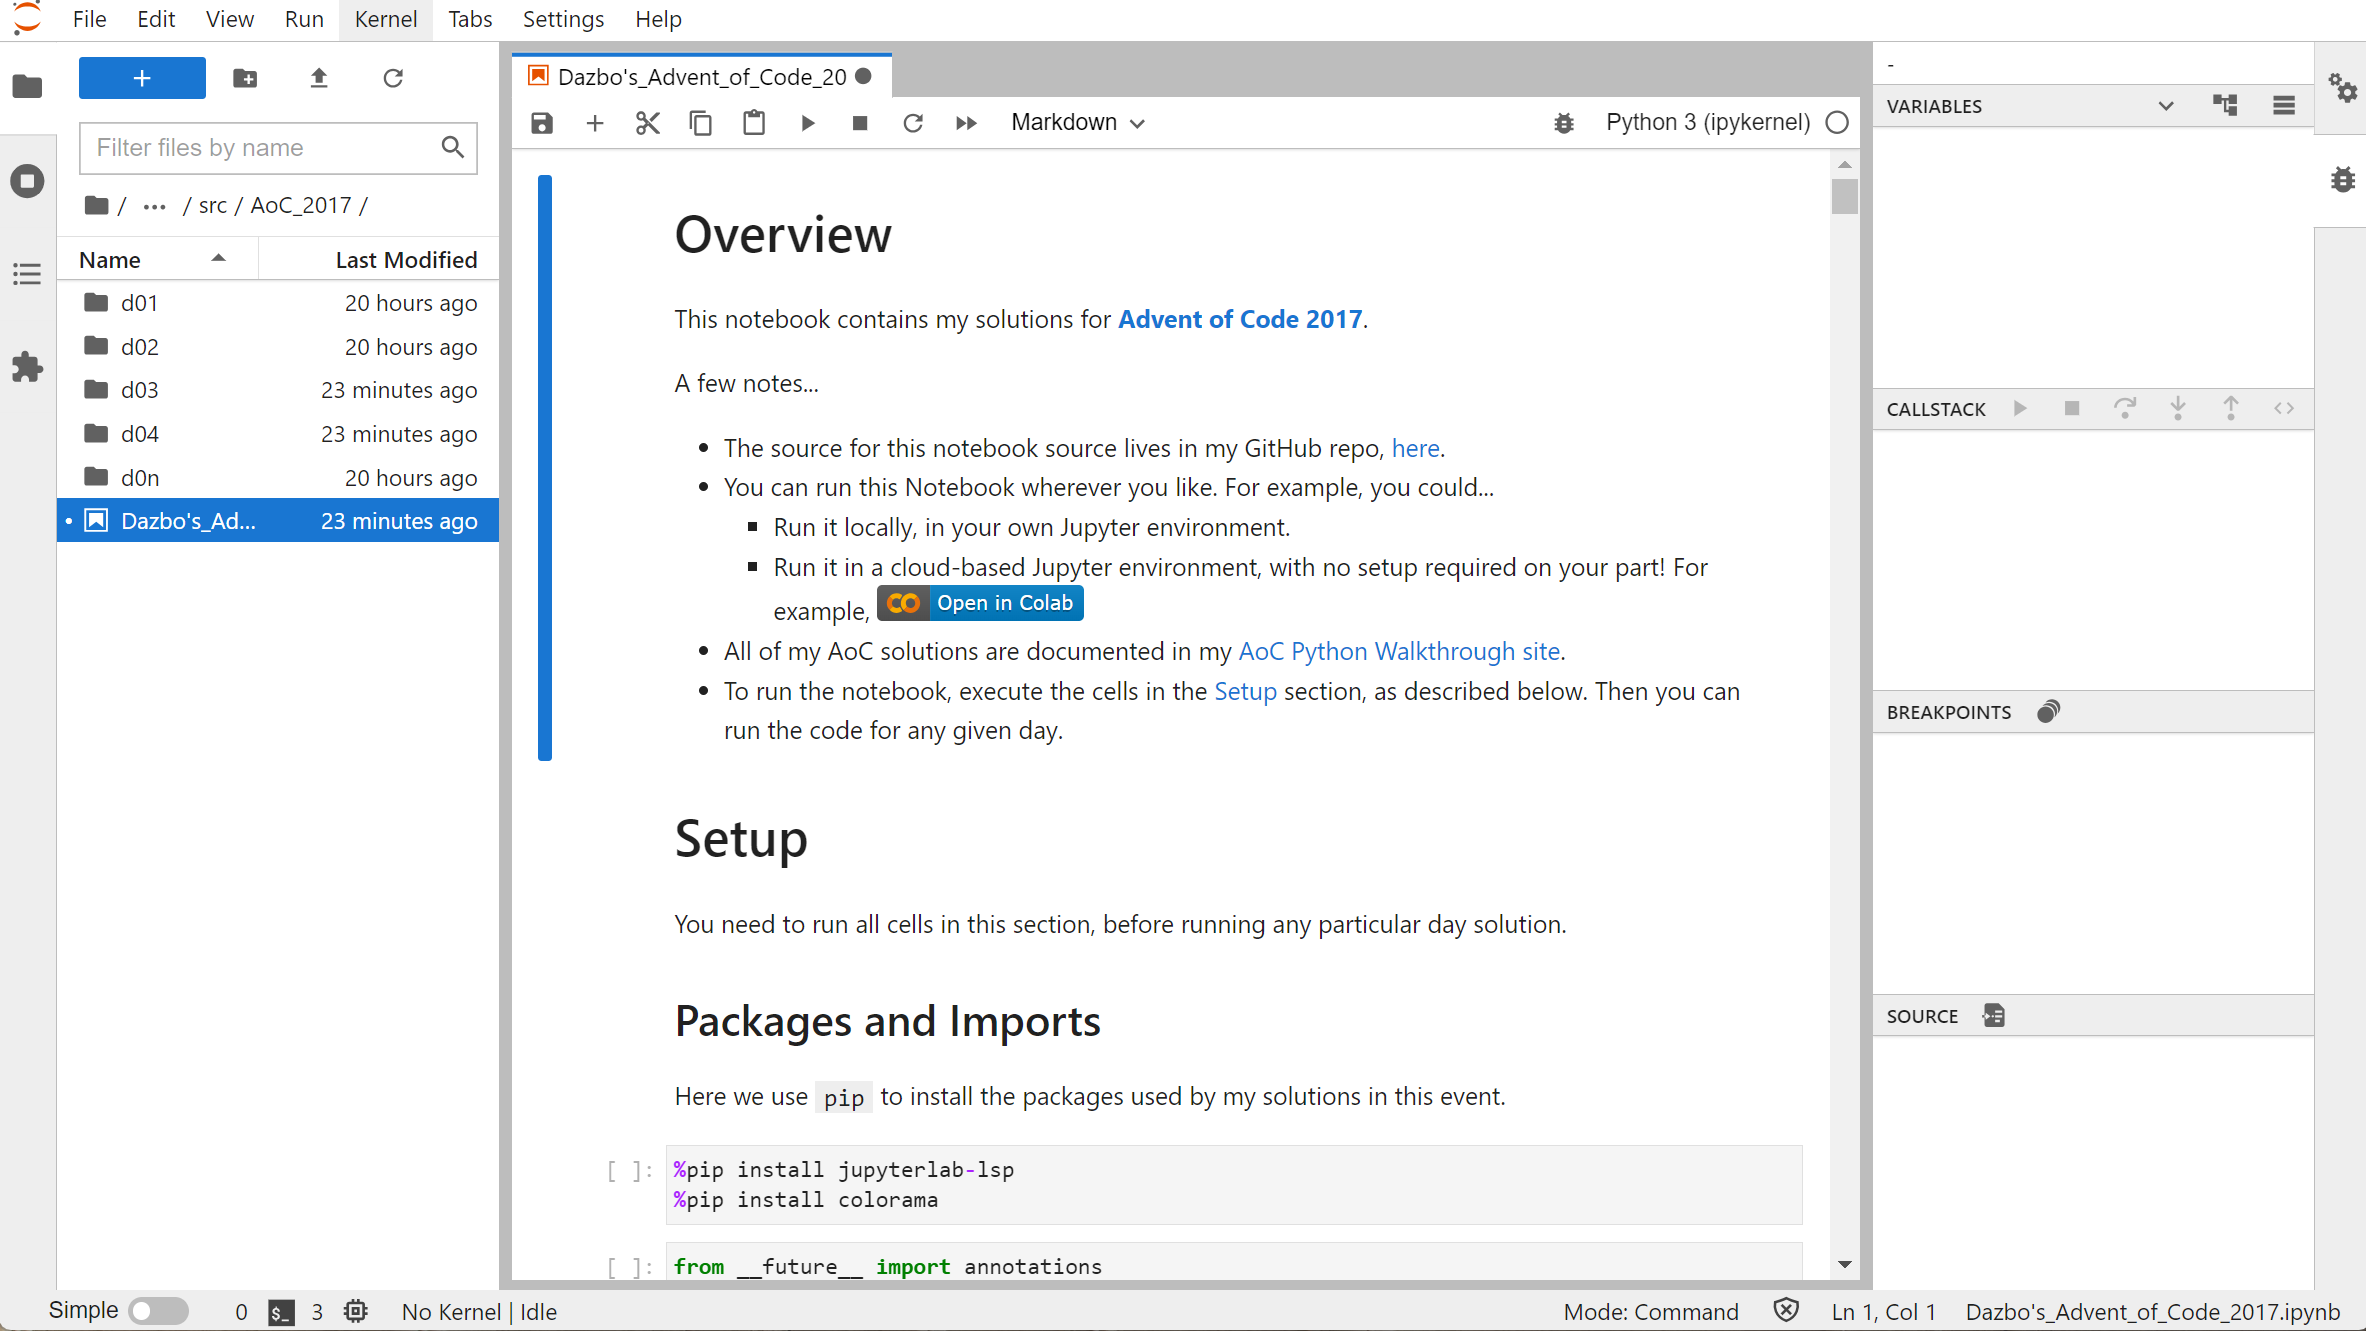 File Edit View Run Kernel Tabs Settings Help
+
Filter files by name
/ ... / src / AoC_2017 /
Name Last Modified
d01 20 hours ago
d02 20 hours ago
d03 23 minutes ago
d04 23 minutes ago
d0n 20 hours ago
• Dazbo's_Ad... 23 minutes ago
Dazbo's_Advent_of_Code_20
Markdown
Python 3 (ipykernel)
Overview
This notebook contains my solutions for Advent of Code 2017.
A few notes...
• The source for this notebook source lives in my GitHub repo, here.
• You can run this Notebook wherever you like. For example, you could...
▪ Run it locally, in your own Jupyter environment.
▪ Run it in a cloud-based Jupyter environment, with no setup required on your part! For
example, Open in Colab
• All of my AoC solutions are documented in my AoC Python Walkthrough site.
• To run the notebook, execute the cells in the Setup section, as described below. Then you can
run the code for any given day.
Setup
You need to run all cells in this section, before running any particular day solution.
Packages and Imports
Here we use pip to install the packages used by my solutions in this event.
[ ]: %pip install jupyterlab-lsp
%pip install colorama
[ ]: from __future__ import annotations
-
VARIABLES
CALLSTACK
BREAKPOINTS
SOURCE
Simple 0 $_ 3 No Kernel | Idle
Mode: Command Ln 1, Col 1 Dazbo's_Advent_of_Code_2017.ipynb